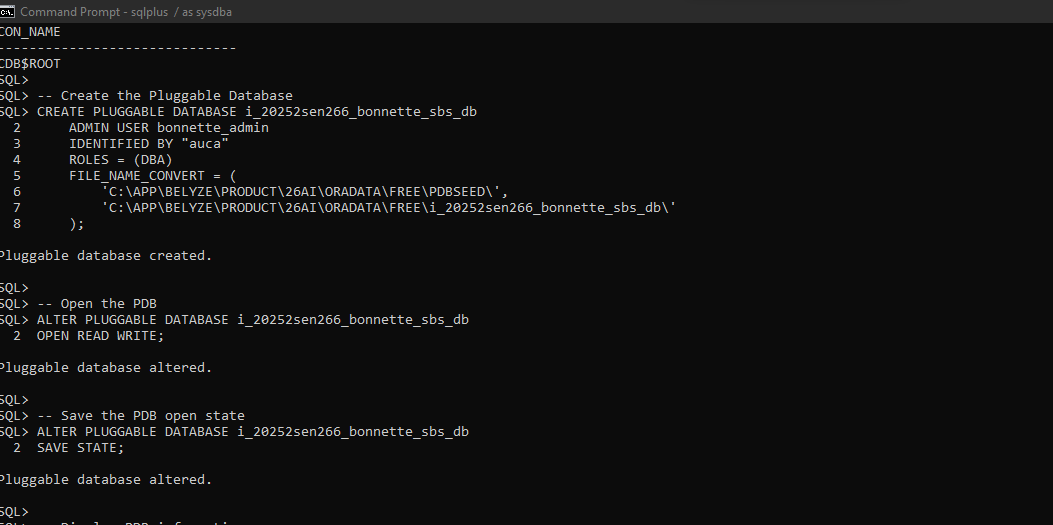 Command Prompt - sqlplus / as sysdba
CON_NAME
------------------------------
CDB$ROOT
SQL>
SQL> -- Create the Pluggable Database
SQL> CREATE PLUGGABLE DATABASE i_20252sen266_bonnette_sbs_db
2 ADMIN USER bonnette_admin
3 IDENTIFIED BY "auca"
4 ROLES = (DBA)
5 FILE_NAME_CONVERT = (
6 'C:\APP\BELYZE\PRODUCT\26AI\ORADATA\FREE\PDBSEED\',
7 'C:\APP\BELYZE\PRODUCT\26AI\ORADATA\FREE\i_20252sen266_bonnette_sbs_db\'
8 );
Pluggable database created.
SQL>
SQL> -- Open the PDB
SQL> ALTER PLUGGABLE DATABASE i_20252sen266_bonnette_sbs_db
2 OPEN READ WRITE;
Pluggable database altered.
SQL>
SQL> -- Save the PDB open state
SQL> ALTER PLUGGABLE DATABASE i_20252sen266_bonnette_sbs_db
2 SAVE STATE;
Pluggable database altered.
SQL>